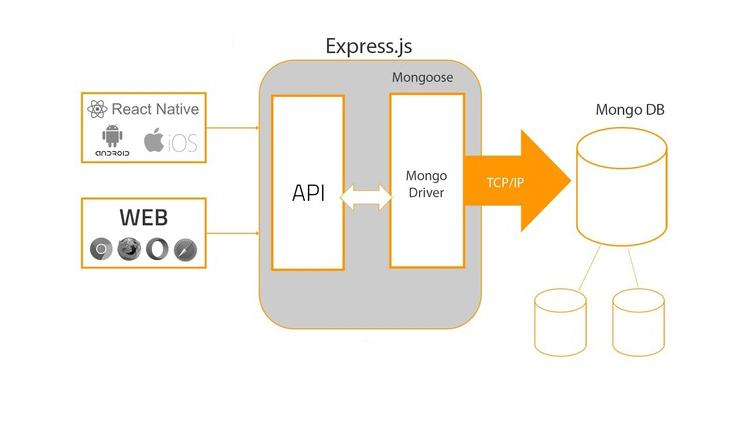 Express.js
Mongoose
React Native
ANDROID
iOS
WEB
API
Mongo
Driver
TCP/IP
Mongo DB